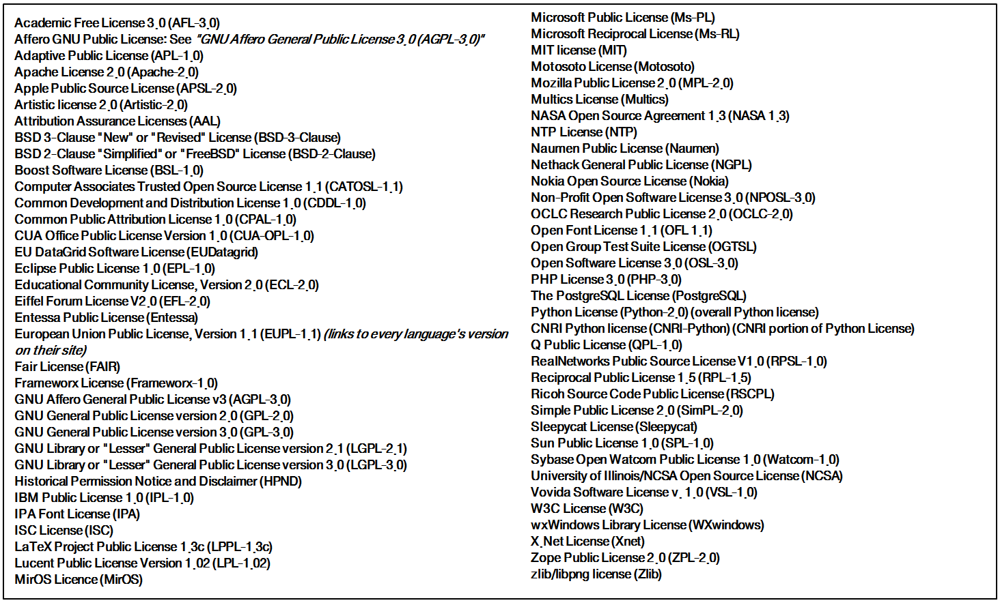 Academic Free License 3.0 (AFL-3.0)
Affero GNU Public License: See "GNU Affero General Public License 3.0 (AGPL-3.0)"
Adaptive Public License (APL-1.0)
Apache License 2.0 (Apache-2.0)
Apple Public Source License (APSL-2.0)
Artistic license 2.0 (Artistic-2.0)
Attribution Assurance Licenses (AAL)
BSD 3-Clause "New" or "Revised" License (BSD-3-Clause)
BSD 2-Clause "Simplified" or "FreeBSD" License (BSD-2-Clause)
Boost Software License (BSL-1.0)
Computer Associates Trusted Open Source License 1.1 (CATOSL-1.1)
Common Development and Distribution License 1.0 (CDDL-1.0)
Common Public Attribution License 1.0 (CPAL-1.0)
CUA Office Public License Version 1.0 (CUA-OPL-1.0)
EU DataGrid Software License (EUDatagrid)
Eclipse Public License 1.0 (EPL-1.0)
Educational Community License, Version 2.0 (ECL-2.0)
Eiffel Forum License V2.0 (EFL-2.0)
Entessa Public License (Entessa)
European Union Public License, Version 1.1 (EUPL-1.1) (links to every language's version
on their site)
Fair License (FAIR)
Frameworx License (Frameworx-1.0)
GNU Affero General Public License v3 (AGPL-3.0)
GNU General Public License version 2.0 (GPL-2.0)
GNU General Public License version 3.0 (GPL-3.0)
GNU Library or "Lesser" General Public License version 2.1 (LGPL-2.1)
GNU Library or "Lesser" General Public License version 3.0 (LGPL-3.0)
Historical Permission Notice and Disclaimer (HPND)
IBM Public License 1.0 (IPL-1.0)
IPA Font License (IPA)
ISC License (ISC)
LaTeX Project Public License 1.3c (LPPL-1.3c)
Lucent Public License Version 1.02 (LPL-1.02)
MirOS Licence (MirOS)
Microsoft Public License (Ms-PL)
Microsoft Reciprocal License (Ms-RL)
MIT license (MIT)
Motosoto License (Motosoto)
Mozilla Public License 2.0 (MPL-2.0)
Multics License (Multics)
NASA Open Source Agreement 1.3 (NASA 1.3)
NTP License (NTP)
Naumen Public License (Naumen)
Nethack General Public License (NGPL)
Nokia Open Source License (Nokia)
Non-Profit Open Software License 3.0 (NPOSL-3.0)
OCLC Research Public License 2.0 (OCLC-2.0)
Open Font License 1.1 (OFL 1.1)
Open Group Test Suite License (OGTSL)
Open Software License 3.0 (OSL-3.0)
PHP License 3.0 (PHP-3.0)
The PostgreSQL License (PostgreSQL)
Python License (Python-2.0) (overall Python license)
CNRI Python license (CNRI-Python) (CNRI portion of Python License)
Q Public License (QPL-1.0)
RealNetworks Public Source License V1.0 (RPSL-1.0)
Reciprocal Public License 1.5 (RPL-1.5)
Ricoh Source Code Public License (RSCPL)
Simple Public License 2.0 (SimPL-2.0)
Sleepycat License (Sleepycat)
Sun Public License 1.0 (SPL-1.0)
Sybase Open Watcom Public License 1.0 (Watcom-1.0)
University of Illinois/NCSA Open Source License (NCSA)
Vovida Software License v. 1.0 (VSL-1.0)
W3C License (W3C)
wxWindows Library License (WXwindows)
X.Net License (Xnet)
Zope Public License 2.0 (ZPL-2.0)
zlib/libpng license (Zlib)